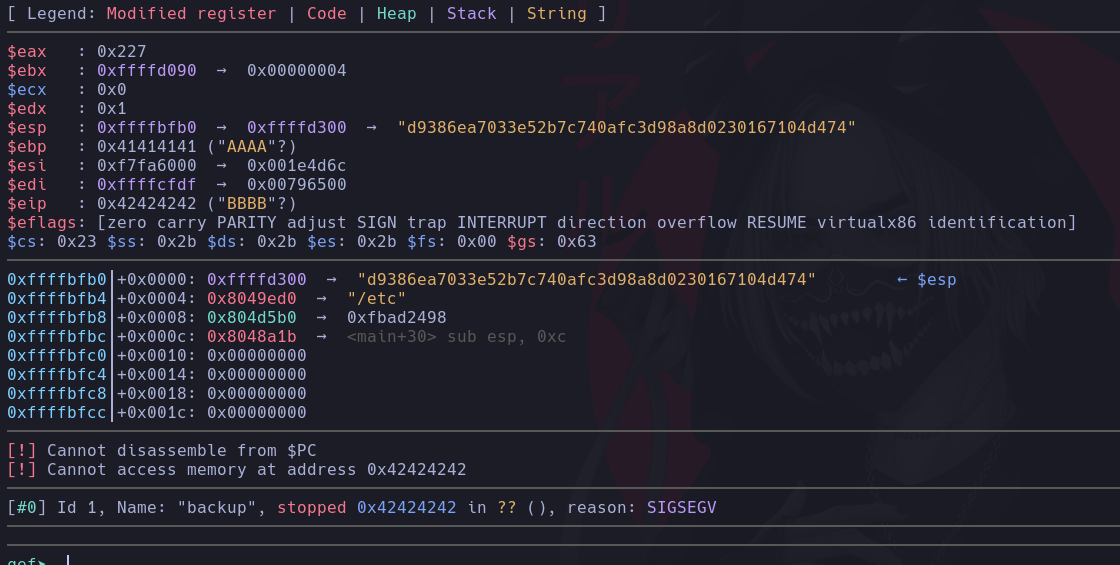 [ Legend: Modified register | Code | Heap | Stack | String ]
$eax   : 0x227
$ebx   : 0xffffd090  →  0x00000004
$ecx   : 0x0
$edx   : 0x1
$esp   : 0xffffbfb0  →  0xffffd300  →  "d9386ea7033e52b7c740afc3d98a8d0230167104d474"
$ebp   : 0x41414141 ("AAAA"?)
$esi   : 0xf7fa6000  →  0x001e4d6c
$edi   : 0xffffcfdf  →  0x00796500
$eip   : 0x42424242 ("BBBB"?)
$eflags: [zero carry PARITY adjust SIGN trap INTERRUPT direction overflow RESUME virtualx86 identification]
$cs: 0x23 $ss: 0x2b $ds: 0x2b $es: 0x2b $fs: 0x00 $gs: 0x63
0xffffbfb0│+0x0000: 0xffffd300  →  "d9386ea7033e52b7c740afc3d98a8d0230167104d474"        ← $esp
0xffffbfb4│+0x0004: 0x8049ed0  →  "/etc"
0xffffbfb8│+0x0008: 0x804d5b0  →  0xfbad2498
0xffffbfbc│+0x000c: 0x8048a1b  →  <main+30> sub esp, 0xc
0xffffbfc0│+0x0010: 0x00000000
0xffffbfc4│+0x0014: 0x00000000
0xffffbfc8│+0x0018: 0x00000000
0xffffbfcc│+0x001c: 0x00000000
[!] Cannot disassemble from $PC
[!] Cannot access memory at address 0x42424242
[#0] Id 1, Name: "backup", stopped 0x42424242 in ?? (), reason: SIGSEGV
gef➤